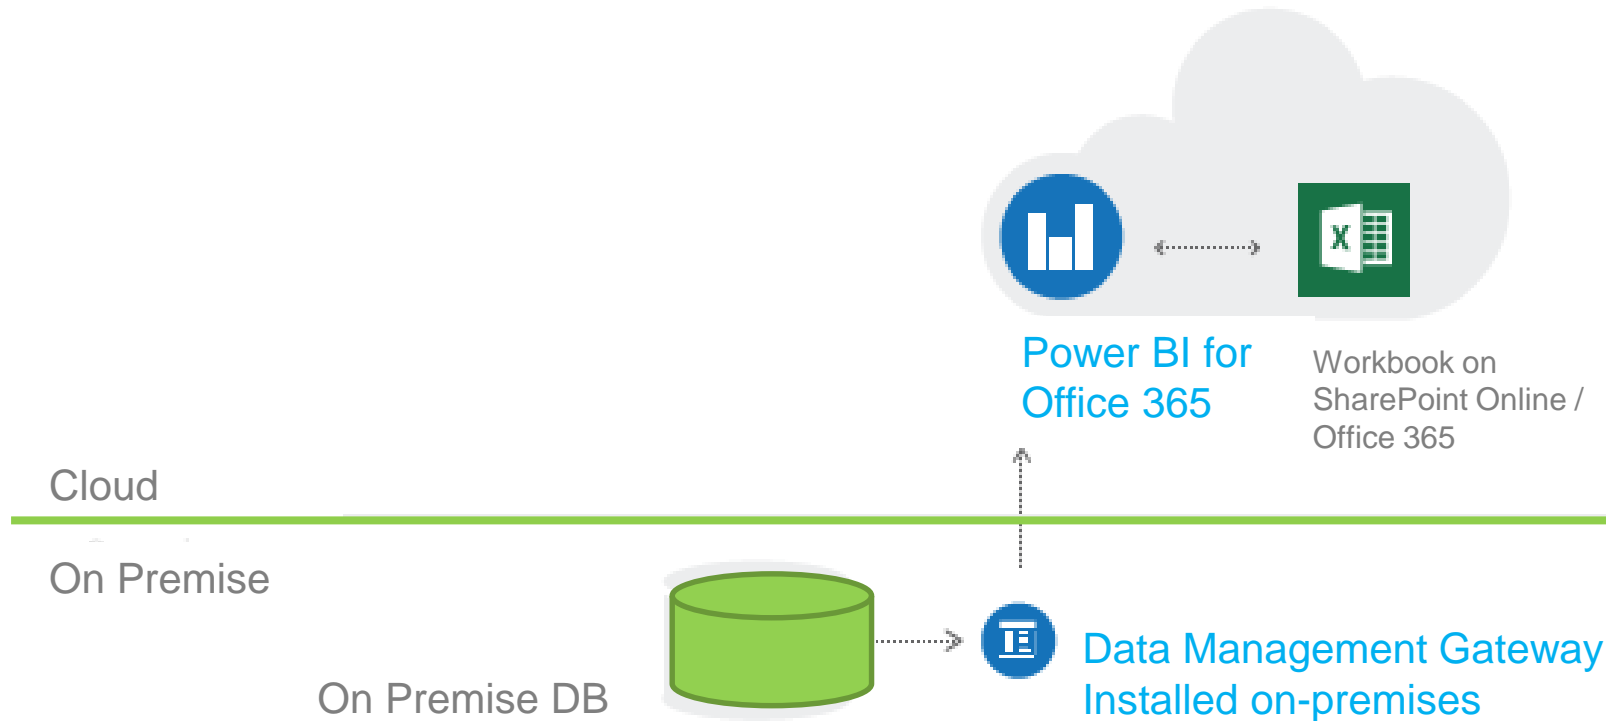 Power BI for
Office 365
Workbook on
SharePoint Online /
Office 365
Cloud
On Premise
On Premise DB
Data Management Gateway
Installed on-premises